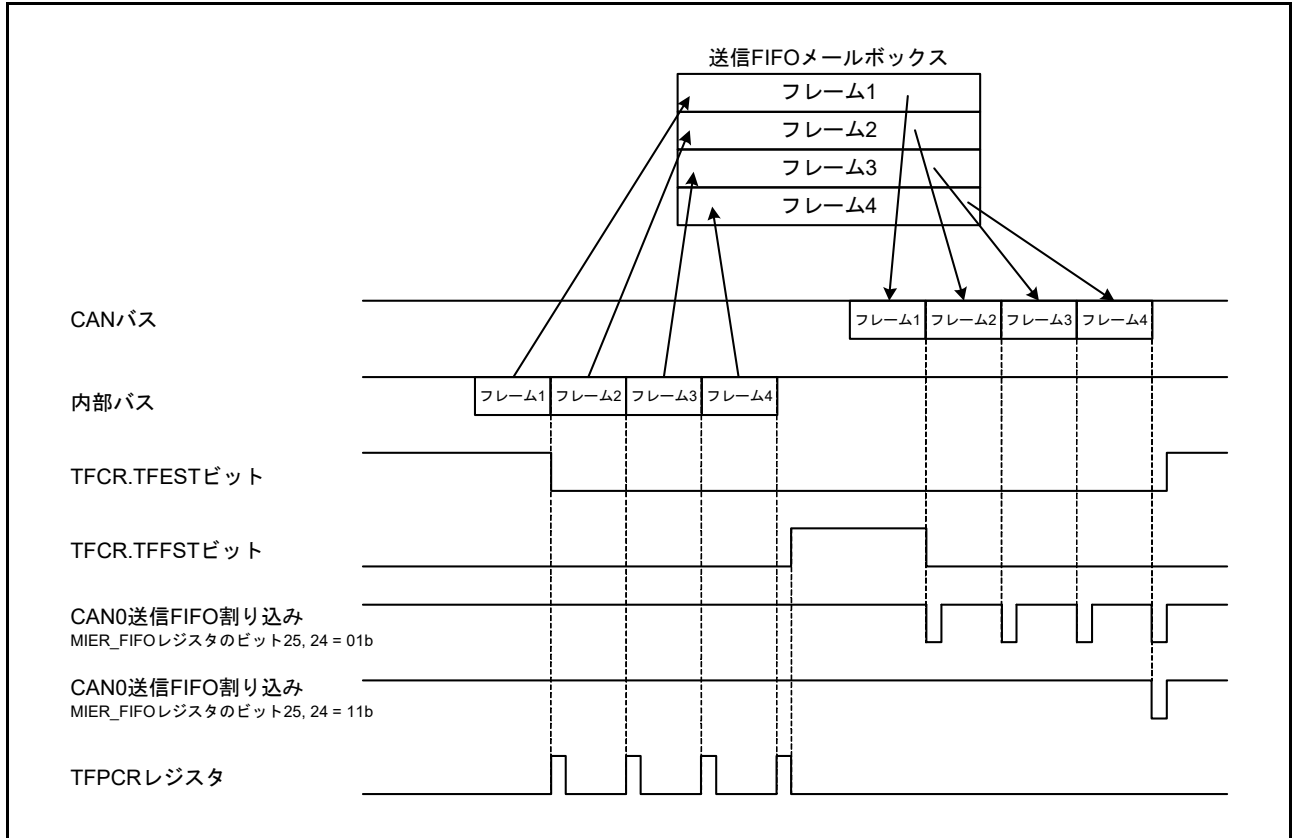 送信FIFOメールボックス
フレーム1
フレーム2
フレーム3
フレーム4
CANバス
フレーム1 フレーム2 フレーム3 フレーム4
内部バス
フレーム1 フレーム2 フレーム3 フレーム4
TFCR.TFESTビット
TFCR.TFFSTビット
CAN0送信FIFO割り込み
MIER_FIFOレジスタのビット25, 24 = 01b
CAN0送信FIFO割り込み
MIER_FIFOレジスタのビット25, 24 = 11b
TFPCRレジスタ